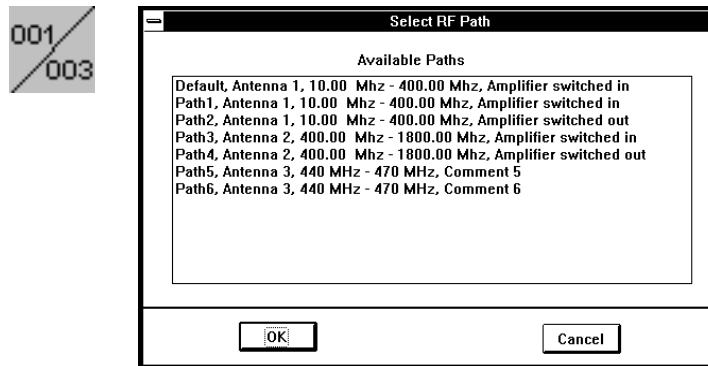 001
003
Select RF Path
Available Paths
Default, Antenna 1, 10.00 Mhz - 400.00 Mhz, Amplifier switched in
Path1, Antenna 1, 10.00 Mhz - 400.00 Mhz, Amplifier switched in
Path2, Antenna 1, 10.00 Mhz - 400.00 Mhz, Amplifier switched out
Path3, Antenna 2, 400.00 Mhz - 1800.00 Mhz, Amplifier switched in
Path4, Antenna 2, 400.00 Mhz - 1800.00 Mhz, Amplifier switched out
Path5, Antenna 3, 440 MHz - 470 MHz, Comment 5
Path6, Antenna 3, 440 MHz - 470 MHz, Comment 6
OK
Cancel